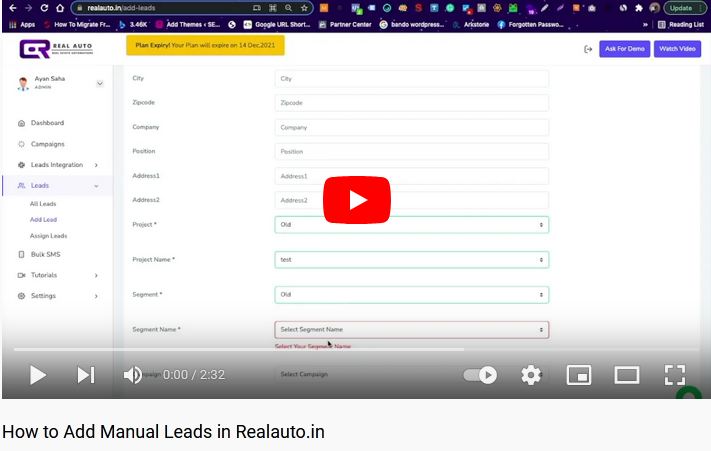 realauto.in/add-leads
Update
Apps
How To Migrate Fr...
3.46K
Add Themes ‹ SE...
Google URL Short...
Partner Center
bando wordpress...
Arkstorie
Forgotten Passwo...
»
Reading List
REAL AUTO
REAL ESTATE AUTOMATIONS
Plan Expiry! Your Plan will expire on 14 Dec,2021
Ask For Demo
Watch Video
Ayan Saha
ADMIN
Dashboard
Campaigns
Leads Integration
Leads
All Leads
Add Lead
Assign Leads
Bulk SMS
Tutorials
Settings
City City
Zipcode Zipcode
Company Company
Position Position
Address1 Address1
Address2 Address2
Project * Old
Project Name * test
Segment * Old
Segment Name * Select Segment Name
Select Your Segment Name
Campaign Select Campaign
0:00 / 2:32
How to Add Manual Leads in Realauto.in